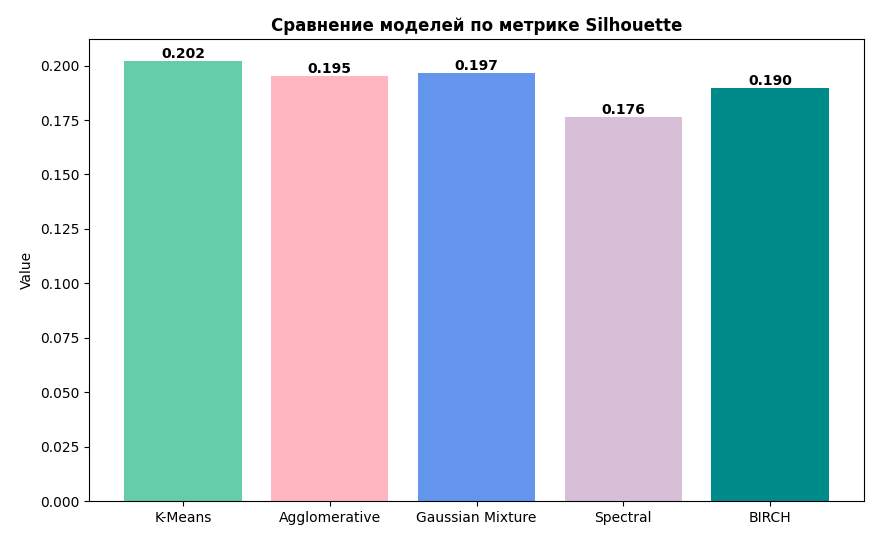 Сравнение моделей по метрике Silhouette
0.202
0.195
0.197
0.176
0.190
Value
0.200
0.175
0.150
0.125
0.100
0.075
0.050
0.025
0.000
K-Means
Agglomerative
Gaussian Mixture
Spectral
BIRCH